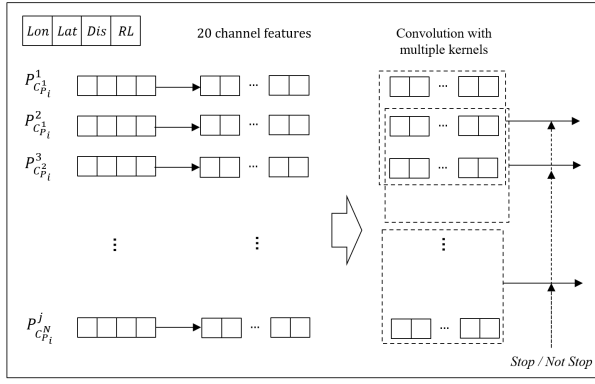 Lon Lat Dis RL
20 channel features
Convolution with
multiple kernels
P^1_{C^1_{P_i}}
... ...
P^2_{C^1_{P_i}}
... ...
P^3_{C^2_{P_i}}
... ...
⋮ ⋮ ⋮
P^j_{C^N_{P_i}}
... ...
Stop / Not Stop